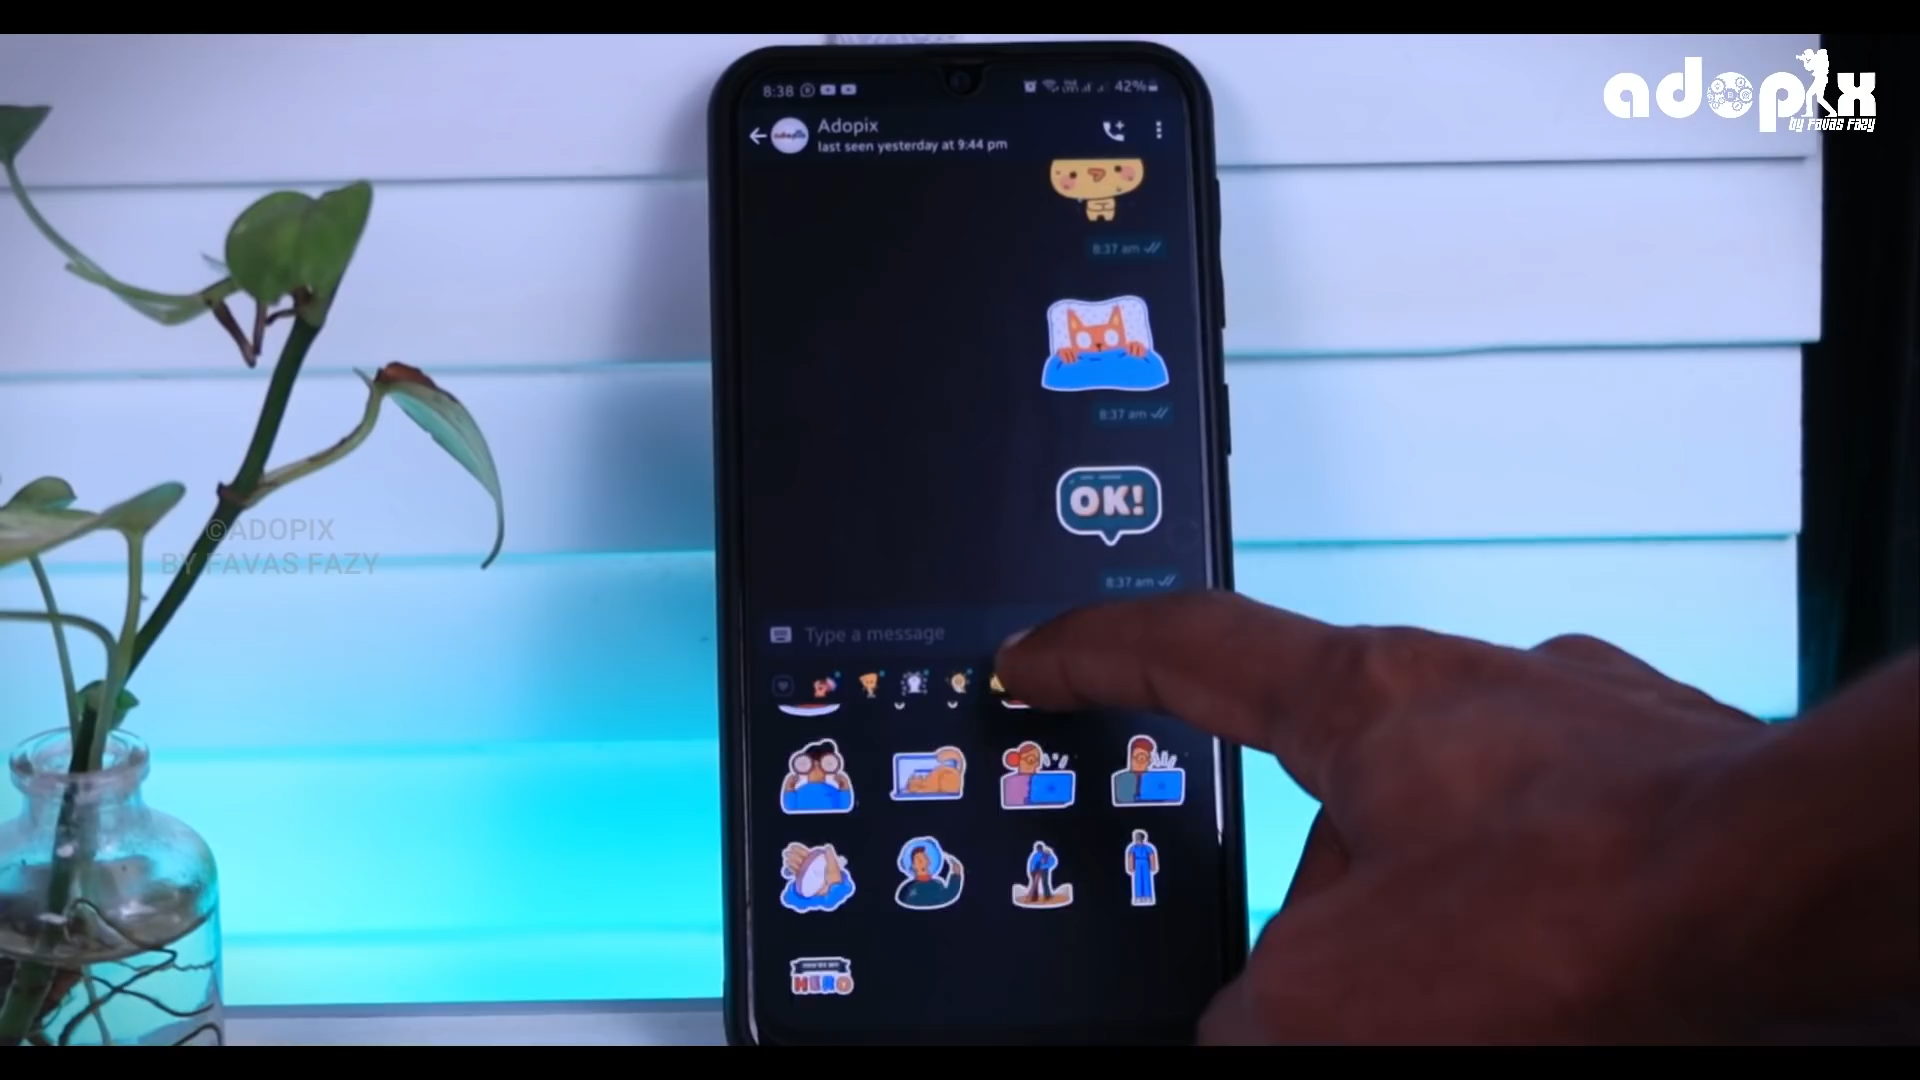 adopix
by FAVAS FAZY
8:38
42%
Adopix
last seen yesterday at 9:44 pm
8:37 am
8:37 am
OK!
8:37 am
Type a message
©ADOPIX
BY FAVAS FAZY
HERO